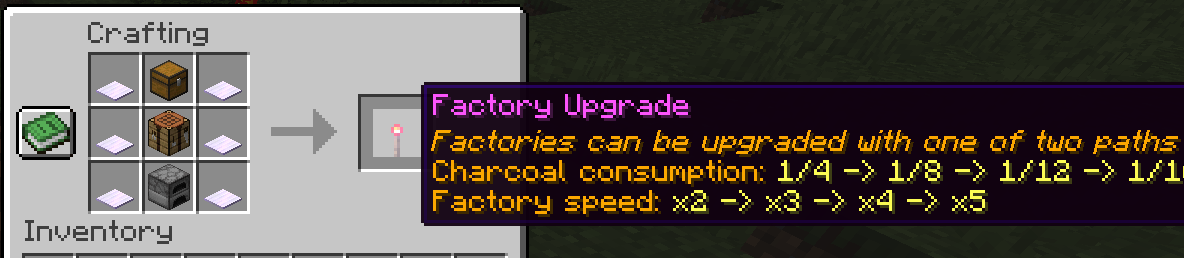 Crafting
Factory Upgrade
Factories can be upgraded with one of two paths
Charcoal consumption: 1/4 -> 1/8 -> 1/12 -> 
Factory speed: x2 -> x3 -> x4 -> x5
Inventory